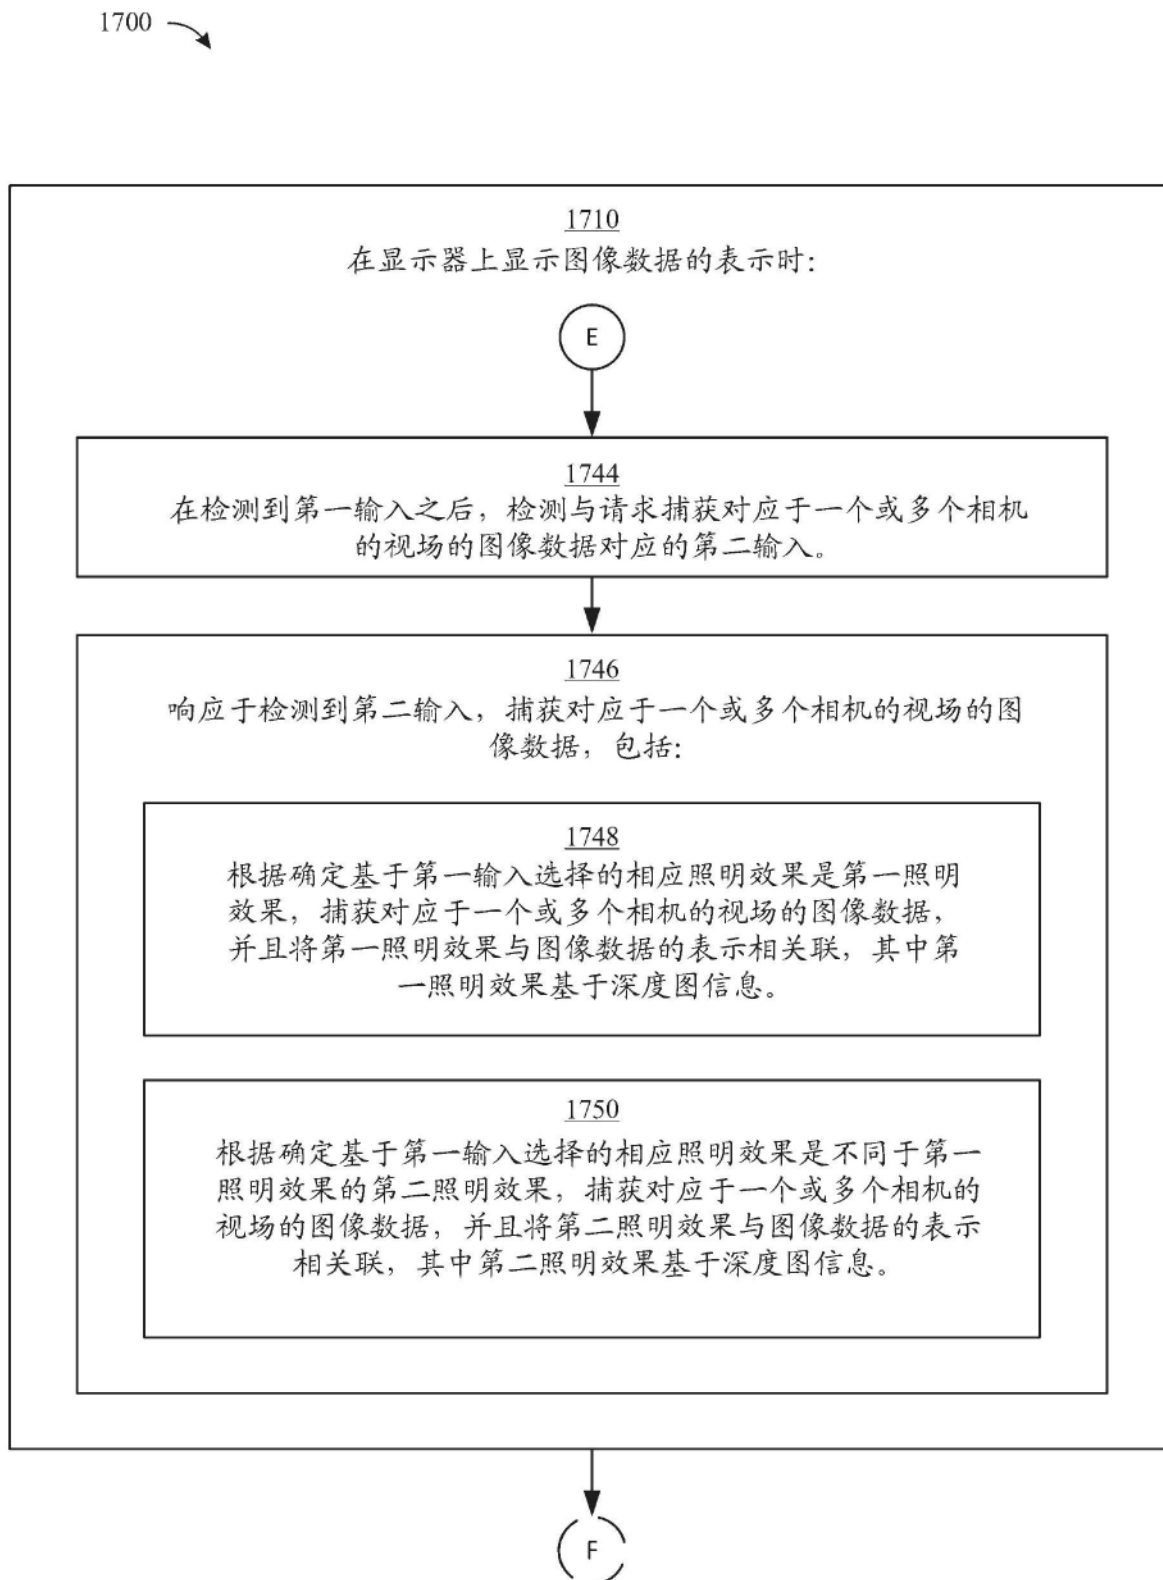 1700
1710
在显示器上显示图像数据的表示时：
E
1744
在检测到第一输入之后，检测与请求捕获对应于一个或多个相机
的视场的图像数据对应的第二输入。
1746
响应于检测到第二输入，捕获对应于一个或多个相机的视场的图
像数据，包括：
1748
根据确定基于第一输入选择的相应照明效果是第一照明
效果，捕获对应于一个或多个相机的视场的图像数据，
并且将第一照明效果与图像数据的表示相关联，其中第
一照明效果基于深度图信息。
1750
根据确定基于第一输入选择的相应照明效果是不同于第一
照明效果的第二照明效果，捕获对应于一个或多个相机的
视场的图像数据，并且将第二照明效果与图像数据的表示
相关联，其中第二照明效果基于深度图信息。
F